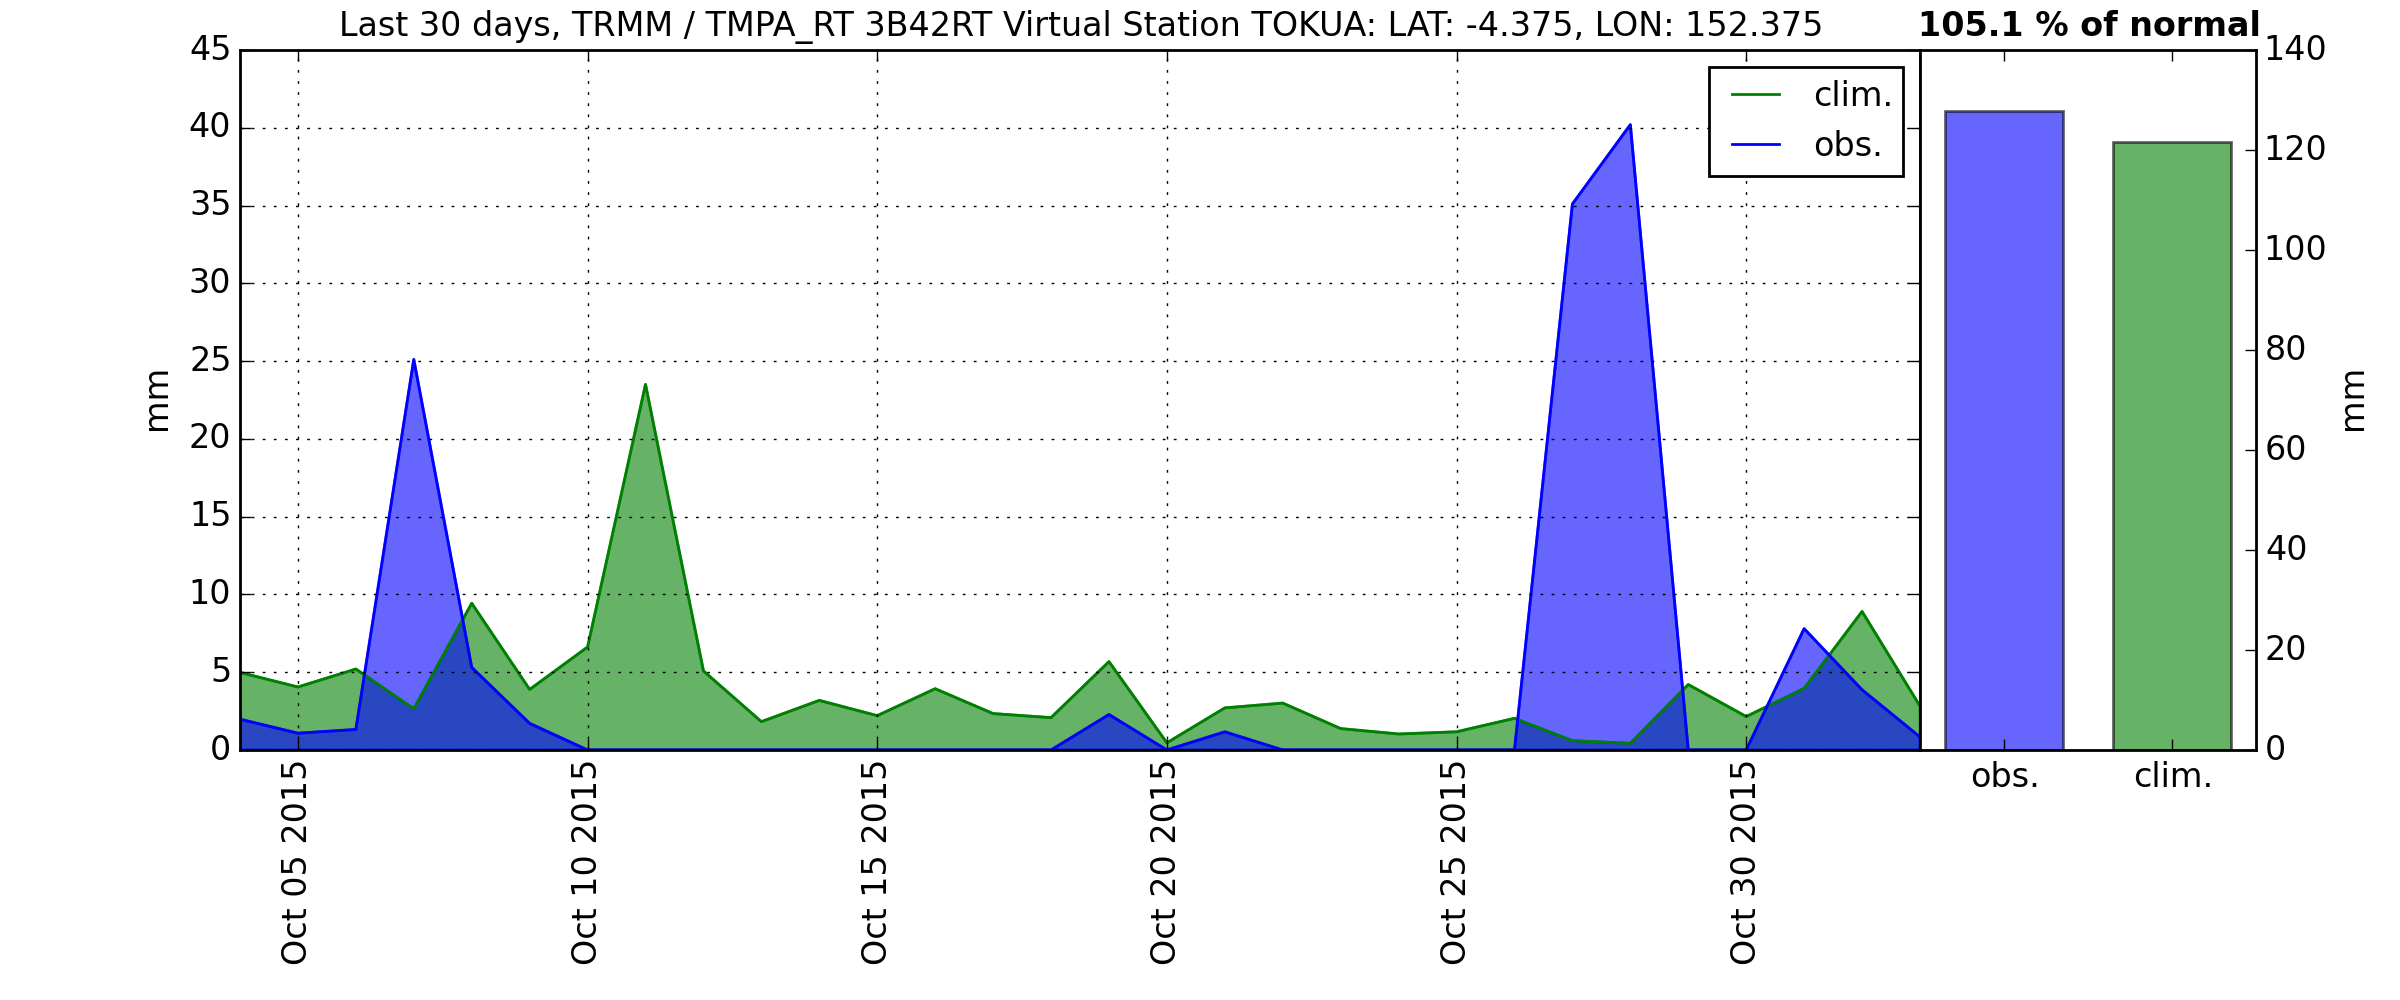 Last 30 days, TRMM / TMPA_RT 3B42RT Virtual Station TOKUA: LAT: -4.375, LON: 152.375
105.1 % of normal
45
40
35
30
25
20
15
10
5
0
mm
clim.
obs.
Oct 05 2015
Oct 10 2015
Oct 15 2015
Oct 20 2015
Oct 25 2015
Oct 30 2015
140
120
100
80
60
40
20
0
mm
obs.
clim.